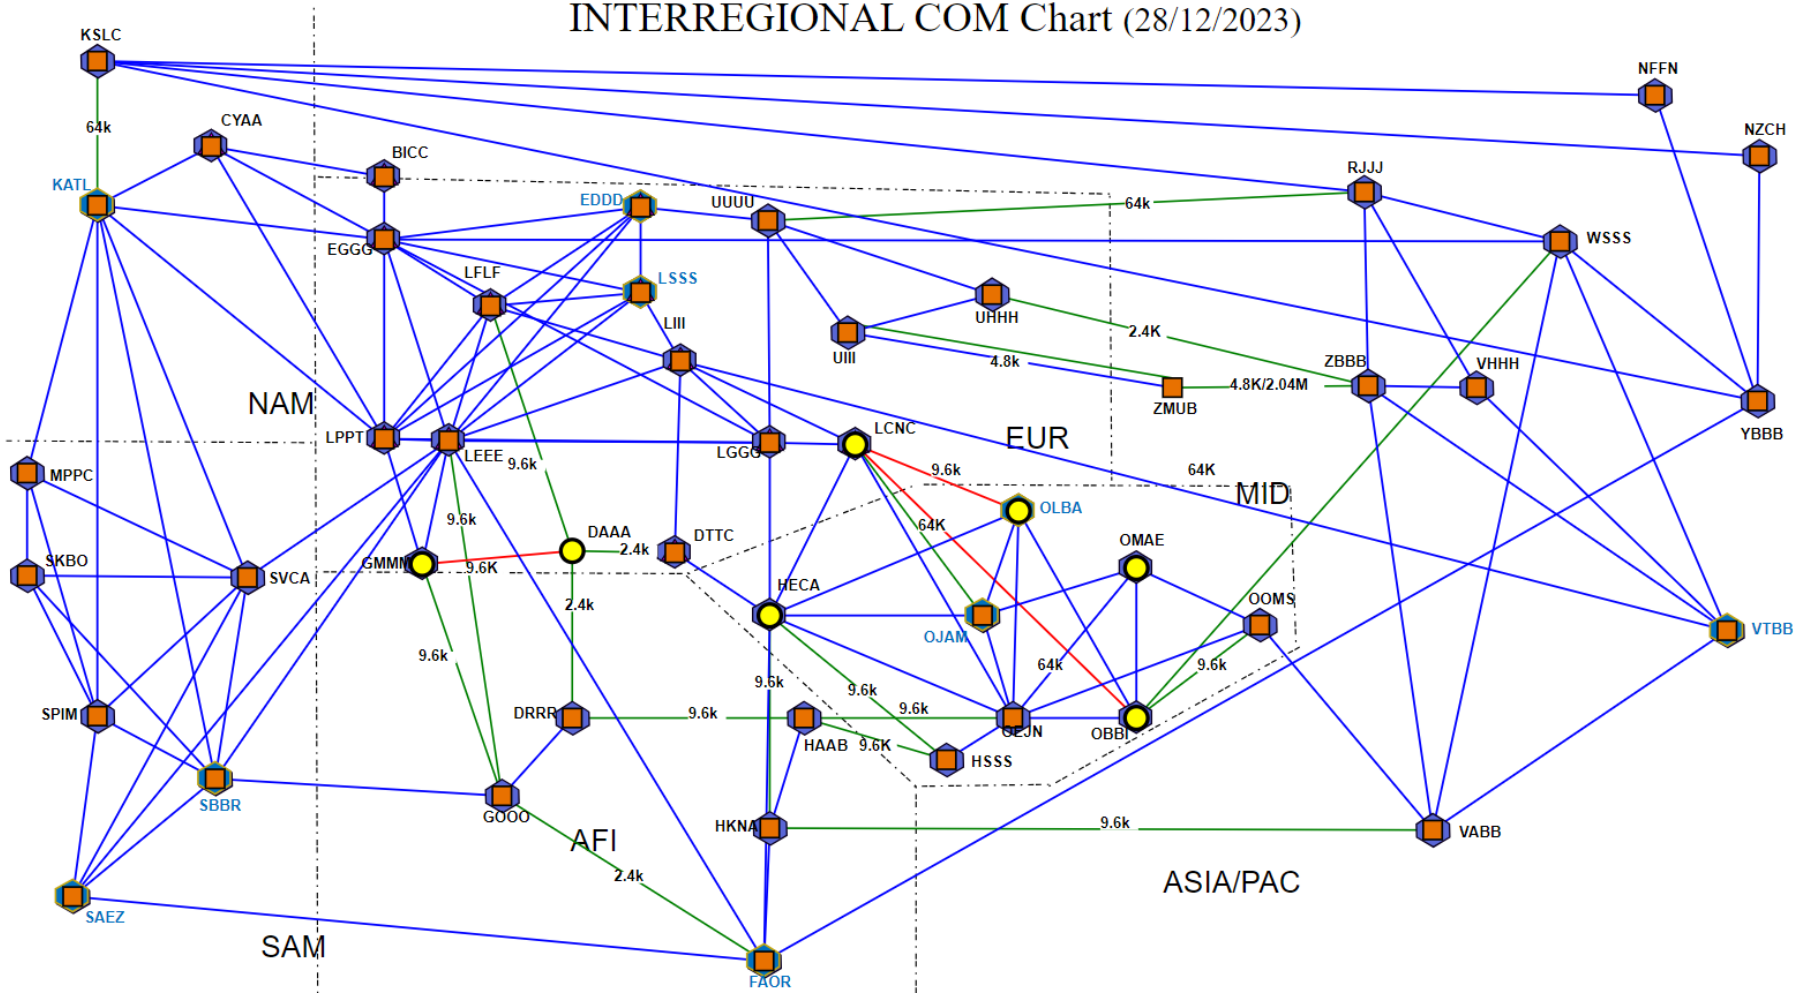 INTERREGIONAL COM Chart (28/12/2023)
KSLC
NFFN
CYAA
64k
NZCH
BICC
RJJJ
KATL
EDDD
UUUU
64k
EGGG
WSSS
LFLF
LSSS
LIII
UHHH
2.4K
UIII
4.8k
ZBBB
VHHH
4.8K/2.04M
NAM
ZMUB
LPPT
LEEE
LGGG
LCNC
EUR
YBBB
9.6k
9.6k
64K
MPPC
MID
OLBA
9.6k
64K
SKBO
DAAA
DTTC
OMAE
2.4k
GMMM
9.6K
SVCA
HECA
2.4k
OOMS
OJAM
VTBB
9.6k
64k
9.6k
9.6k
9.6k
SPIM
DRRR
9.6k
9.6k
HAAB
9.6K
OEJN
OBBI
HSSS
SBBR
GOOO
AFI
HKNA
9.6k
VABB
2.4k
ASIA/PAC
SAEZ
SAM
FAOR